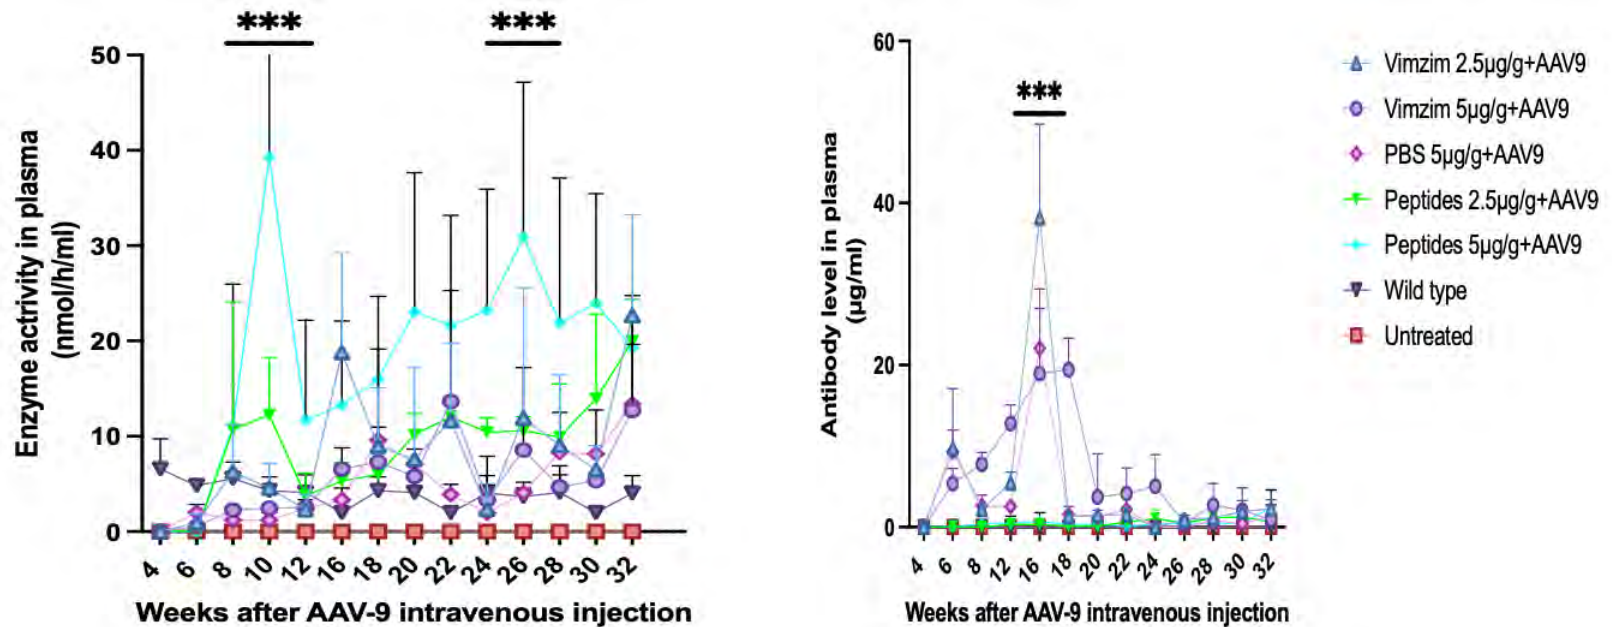 *** ***
50
40
30
20
10
0
Enzyme actrivity in plasma
(nmol/h/ml)
4 6 8 10 12 16 18 20 22 24 26 28 30 32
Weeks after AAV-9 intravenous injection
***
60
40
20
0
Antibody level in plasma
(µg/ml)
4 6 8 12 16 18 20 22 24 26 28 30 32
Weeks after AAV-9 intravenous injection
Vimzim 2.5µg/g+AAV9
Vimzim 5µg/g+AAV9
PBS 5µg/g+AAV9
Peptides 2.5µg/g+AAV9
Peptides 5µg/g+AAV9
Wild type
Untreated